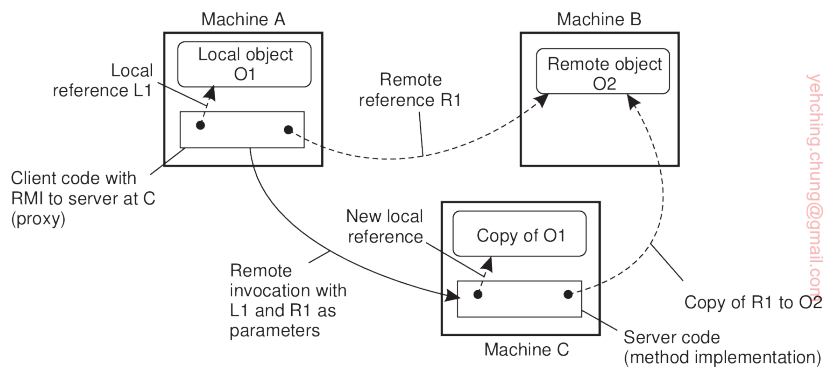 Machine A
Machine B
Local object
O1
Remote object
O2
Local
reference L1
Remote
reference R1
Client code with
RMI to server at C
(proxy)
New local
reference
Copy of O1
Remote
invocation with
L1 and R1 as
parameters
Copy of R1 to O2
Server code
(method implementation)
Machine C
yehching.chung@gmail.com